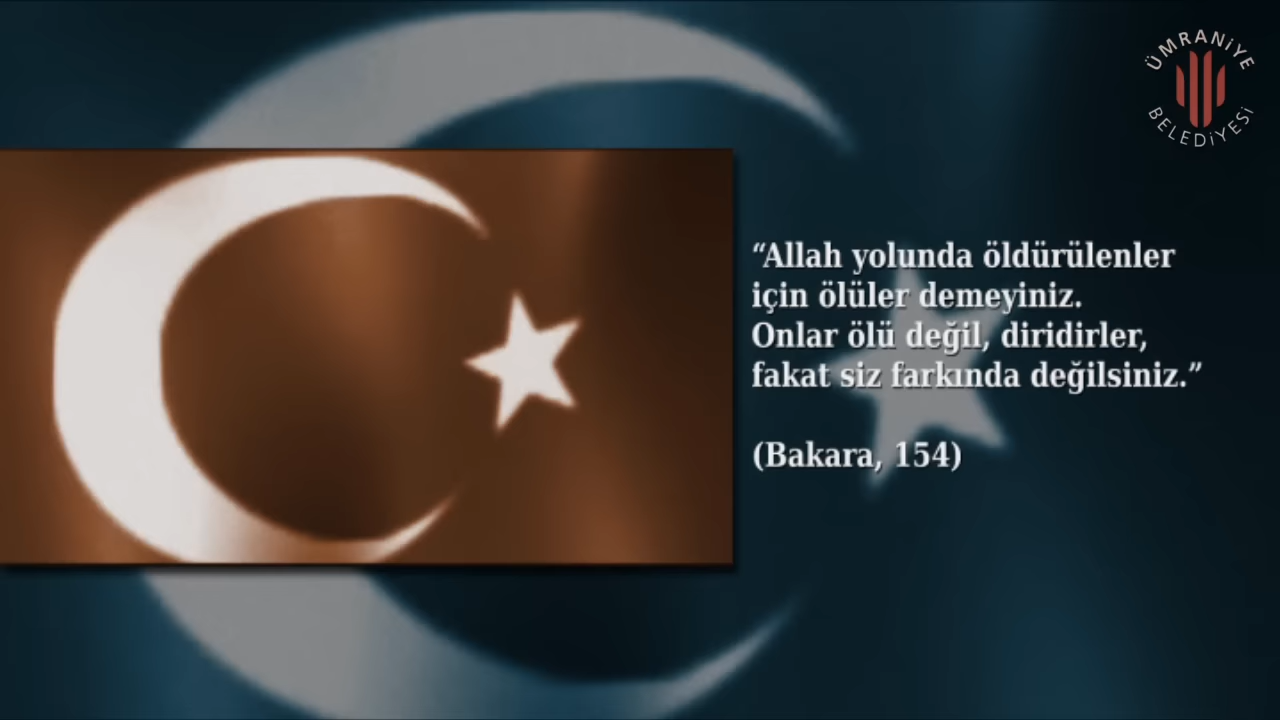 ÜMRANİYE
BELEDİYESİ
“Allah yolunda öldürülenler
için ölüler demeyiniz.
Onlar ölü değil, diridirler,
fakat siz farkında değilsiniz.”
(Bakara, 154)